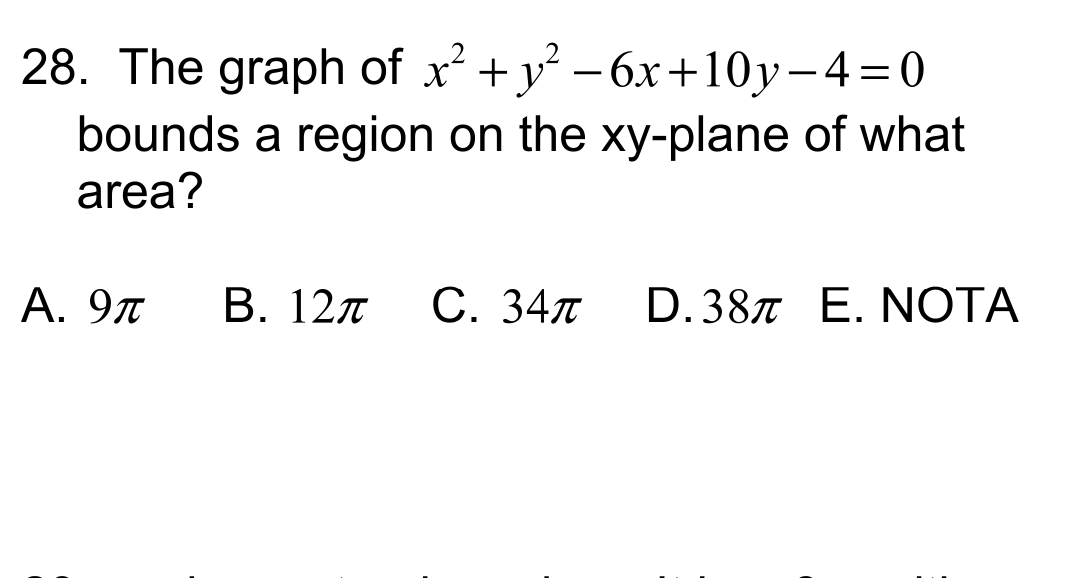 28. The graph of x² + y² – 6x + 10y – 4 = 0
bounds a region on the xy-plane of what
area?
A. 9π B. 12π C. 34π D. 38π E. NOTA